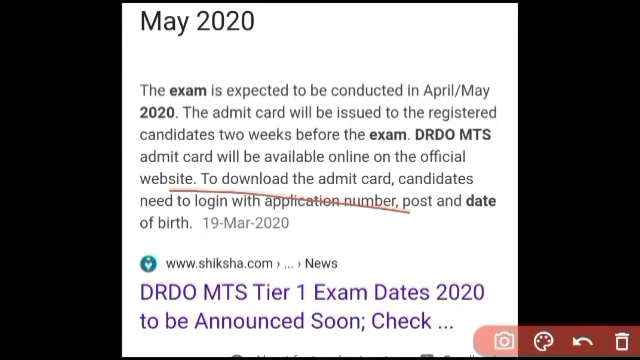 May 2020
The exam is expected to be conducted in April/May
2020. The admit card will be issued to the registered
candidates two weeks before the exam. DRDO MTS
admit card will be available online on the official
website. To download the admit card, candidates
need to login with application number, post and date
of birth. 19-Mar-2020
www.shiksha.com › ... › News
DRDO MTS Tier 1 Exam Dates 2020
to be Announced Soon; Check ...